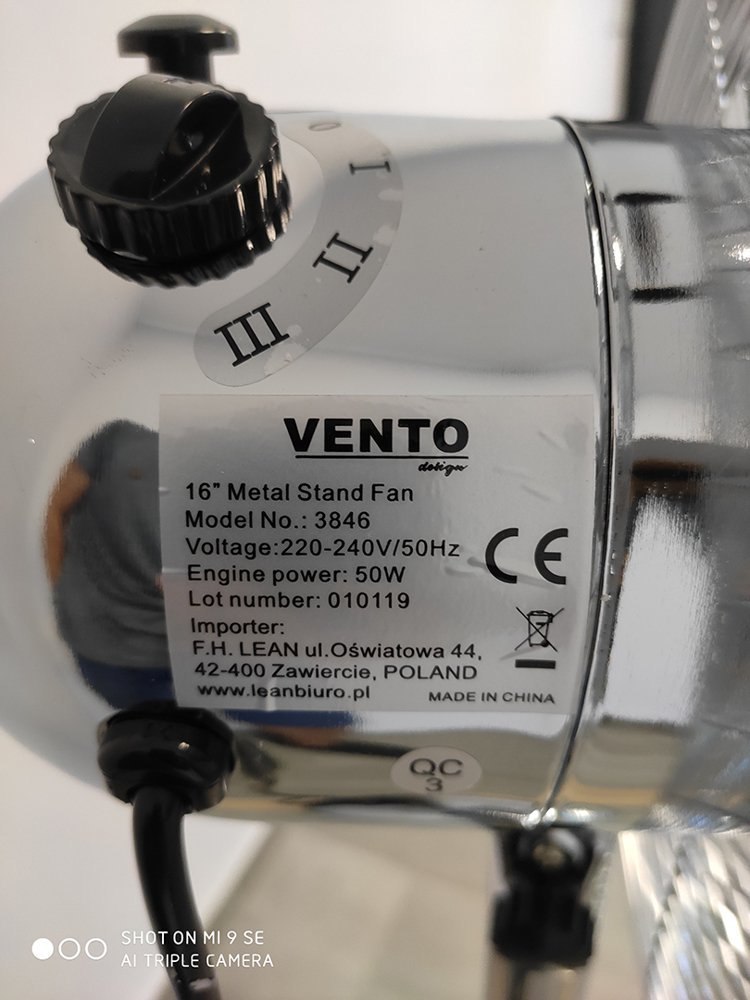 0
I
II
III
VENTO
design
16" Metal Stand Fan
Model No.: 3846
Voltage:220-240V/50Hz
Engine power: 50W
Lot number: 010119
CE
Importer:
F.H. LEAN ul.Oświatowa 44,
42-400 Zawiercie, POLAND
www.leanbiuro.pl
MADE IN CHINA
QC
3
SHOT ON MI 9 SE
AI TRIPLE CAMERA